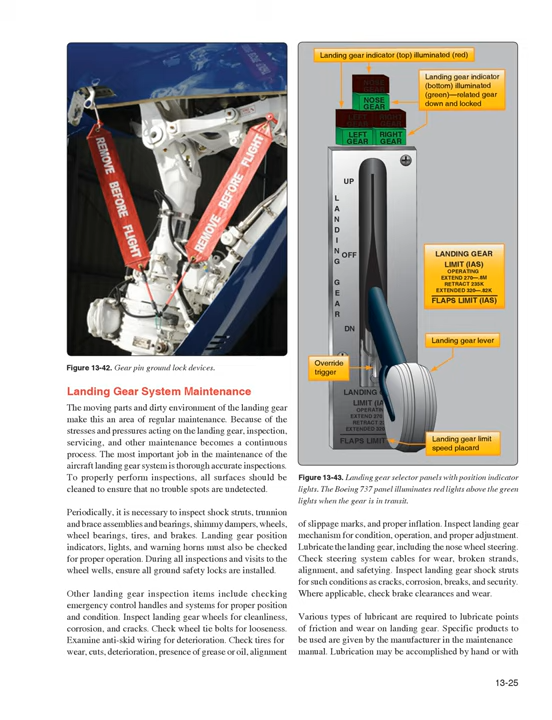 REMOVE BEFORE FLIGHT
REMOVE BEFORE FLIGHT
Figure 13-42. Gear pin ground lock devices.
Landing Gear System Maintenance
The moving parts and dirty environment of the landing gear
make this an area of regular maintenance. Because of the
stresses and pressures acting on the landing gear, inspection,
servicing, and other maintenance becomes a continuous
process. The most important job in the maintenance of the
aircraft landing gear system is thorough accurate inspections.
To properly perform inspections, all surfaces should be
cleaned to ensure that no trouble spots are undetected.
Periodically, it is necessary to inspect shock struts, trunnion
and brace assemblies and bearings, shimmy dampers, wheels,
wheel bearings, tires, and brakes. Landing gear position
indicators, lights, and warning horns must also be checked
for proper operation. During all inspections and visits to the
wheel wells, ensure all ground safety locks are installed.
Other landing gear inspection items include checking
emergency control handles and systems for proper position
and condition. Inspect landing gear wheels for cleanliness,
corrosion, and cracks. Check wheel tie bolts for looseness.
Examine anti-skid wiring for deterioration. Check tires for
wear, cuts, deterioration, presence of grease or oil, alignment
Landing gear indicator (top) illuminated (red)
Landing gear indicator
(bottom) illuminated
(green)—related gear
down and locked
NOSE
GEAR
LEFT
GEAR
RIGHT
GEAR
LEFT
GEAR
RIGHT
GEAR
UP
LANDING GEAR
OFF
DN
LANDING GEAR
LIMIT (IAS)
OPERATING
EXTEND 270—.8M
RETRACT 235K
EXTENDED 320—.82K
FLAPS LIMIT (IAS)
Landing gear lever
Override
trigger
LANDING G
LIMIT (IA
OPERATIN
EXTEND 270
RETRACT 2
EXTENDED 320
FLAPS LIMIT
Landing gear limit
speed placard
Figure 13-43. Landing gear selector panels with position indicator
lights. The Boeing 737 panel illuminates red lights above the green
lights when the gear is in transit.
of slippage marks, and proper inflation. Inspect landing gear
mechanism for condition, operation, and proper adjustment.
Lubricate the landing gear, including the nose wheel steering.
Check steering system cables for wear, broken strands,
alignment, and safetying. Inspect landing gear shock struts
for such conditions as cracks, corrosion, breaks, and security.
Where applicable, check brake clearances and wear.
Various types of lubricant are required to lubricate points
of friction and wear on landing gear. Specific products to
be used are given by the manufacturer in the maintenance
manual. Lubrication may be accomplished by hand or with
13-25